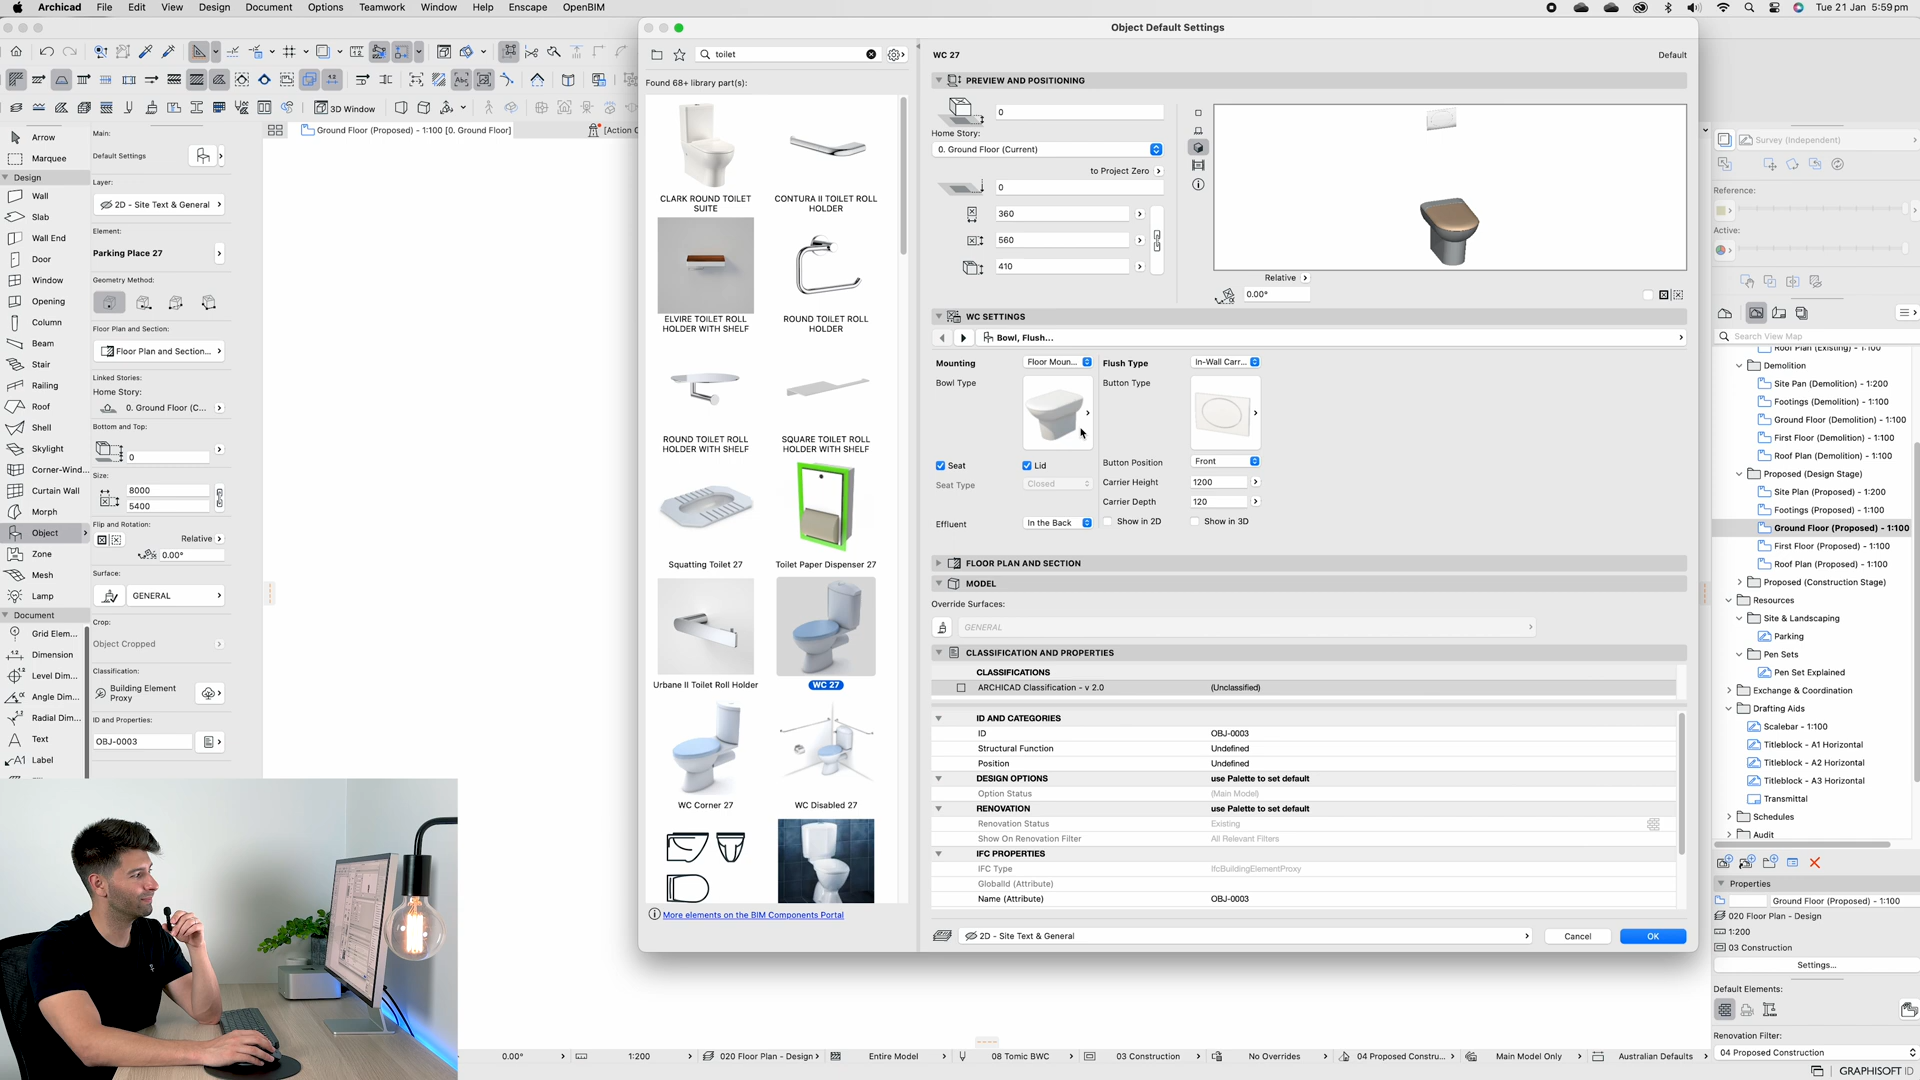 Archicad File Edit View Design Document Options Teamwork Window Help Enscape OpenBIM
Tue 21 Jan 5:59 pm
Object Default Settings
toilet
Found 68+ library part(s):
CLARK ROUND TOILET SUITE
CONTURA II TOILET ROLL HOLDER
ELVIRE TOILET ROLL HOLDER WITH SHELF
ROUND TOILET ROLL HOLDER
ROUND TOILET ROLL HOLDER WITH SHELF
SQUARE TOILET ROLL HOLDER WITH SHELF
Squatting Toilet 27
Toilet Paper Dispenser 27
Urbane II Toilet Roll Holder
WC 27
WC Corner 27
WC Disabled 27
More elements on the BIM Components Portal
WC 27
Default
PREVIEW AND POSITIONING
0
Home Story:
0. Ground Floor (Current)
to Project Zero
0
360
560
410
Relative
0.00°
WC SETTINGS
Bowl, Flush...
Mounting
Floor Moun...
Flush Type
In-Wall Carr...
Bowl Type
Button Type
Button Position
Front
Seat
Lid
Carrier Height
1200
Seat Type
Closed
Carrier Depth
120
Effluent
In the Back
Show in 2D
Show in 3D
FLOOR PLAN AND SECTION
MODEL
Override Surfaces:
GENERAL
CLASSIFICATION AND PROPERTIES
CLASSIFICATIONS
ARCHICAD Classification - v 2.0
(Unclassified)
ID AND CATEGORIES
ID
OBJ-0003
Structural Function
Undefined
Position
Undefined
DESIGN OPTIONS
use Palette to set default
Option Status
(Main Model)
RENOVATION
use Palette to set default
Renovation Status
Existing
Show On Renovation Filter
All Relevant Filters
IFC PROPERTIES
IFC Type
IfcBuildingElementProxy
GlobalId (Attribute)
Name (Attribute)
OBJ-0003
2D - Site Text & General
Cancel
OK
3D Window
Ground Floor (Proposed) - 1:100 [0. Ground Floor]
[Action C
Arrow
Marquee
Design
Wall
Slab
Wall End
Door
Window
Opening
Column
Beam
Stair
Railing
Roof
Shell
Skylight
Corner-Wind...
Curtain Wall
Morph
Object
Zone
Mesh
Lamp
Document
Grid Elem...
Dimension
Level Dim...
Angle Dim...
Radial Dim...
Text
Label
Main:
Default Settings
Layer:
2D - Site Text & General
Element:
Parking Place 27
Geometry Method:
Floor Plan and Section:
Floor Plan and Section...
Linked Stories:
Home Story:
0. Ground Floor (C...
Bottom and Top:
0
Size:
8000
5400
Flip and Rotation:
Relative
0.00°
Surface:
GENERAL
Crop:
Object Cropped
Classification:
Building Element Proxy
ID and Properties:
OBJ-0003
Survey (Independent)
Reference:
Active:
Search View Map
Roof Plan (Existing) - 1:100
Demolition
Site Pan (Demolition) - 1:200
Footings (Demolition) - 1:100
Ground Floor (Demolition) - 1:100
First Floor (Demolition) - 1:100
Roof Plan (Demolition) - 1:100
Proposed (Design Stage)
Site Plan (Proposed) - 1:200
Footings (Proposed) - 1:100
Ground Floor (Proposed) - 1:100
First Floor (Proposed) - 1:100
Roof Plan (Proposed) - 1:100
Proposed (Construction Stage)
Resources
Site & Landscaping
Parking
Pen Sets
Pen Set Explained
Exchange & Coordination
Drafting Aids
Scalebar - 1:100
Titleblock - A1 Horizontal
Titleblock - A2 Horizontal
Titleblock - A3 Horizontal
Transmittal
Schedules
Audit
Properties
Ground Floor (Proposed) - 1:100
020 Floor Plan - Design
1:200
03 Construction
Settings...
Default Elements:
Renovation Filter:
04 Proposed Construction
0.00°
1:200
020 Floor Plan - Design
Entire Model
08 Tomic BWC
03 Construction
No Overrides
04 Proposed Constru...
Main Model Only
Australian Defaults
GRAPHISOFT ID